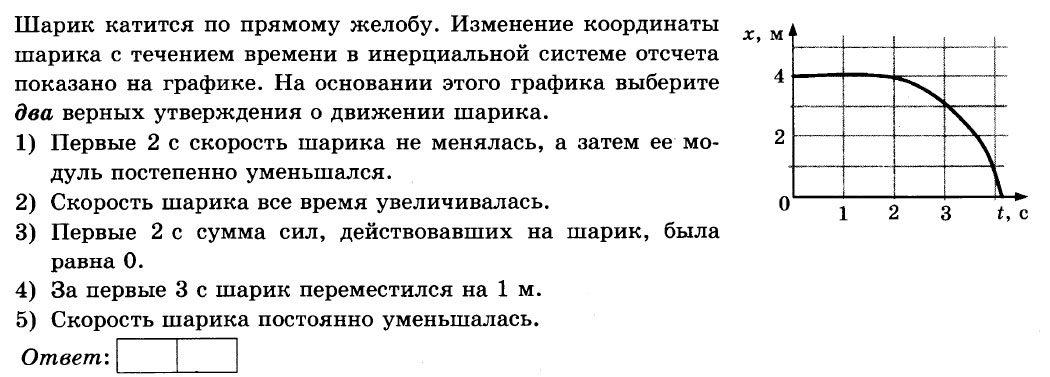 Шарик катится по прямому желобу. Изменение координаты
шарика с течением времени в инерциальной системе отсчета
показано на графике. На основании этого графика выберите
два верных утверждения о движении шарика.
1) Первые 2 с скорость шарика не менялась, а затем ее мо-
дуль постепенно уменьшался.
2) Скорость шарика все время увеличивалась.
3) Первые 2 с сумма сил, действовавших на шарик, была
равна 0.
4) За первые 3 с шарик переместился на 1 м.
5) Скорость шарика постоянно уменьшалась.
Ответ:
x, м
4
2
0
1 2 3 t, с